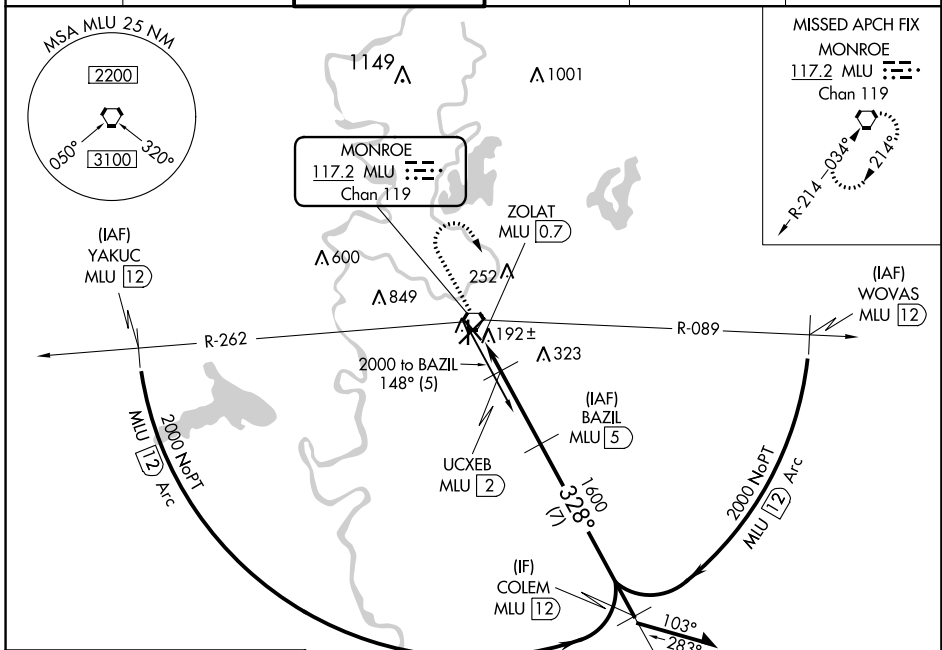 MSA MLU 25 NM
2200
050°
320°
3100
1149
1001
MISSED APCH FIX
MONROE
117.2 MLU
Chan 119
R-214
034°
214°
MONROE
117.2 MLU
Chan 119
ZOLAT
MLU 0.7
(IAF)
YAKUC
MLU 12
600
252
849
(IAF)
WOVAS
MLU 12
R-262
R-089
192±
323
2000 to BAZIL
148° (5)
(IAF)
BAZIL
MLU 5
UCXEB
MLU 2
2000 NoPT
MLU 12 Arc
1600
328°
(7)
2000 NoPT
MLU 12 Arc
(IF)
COLEM
MLU 12
103°
283°